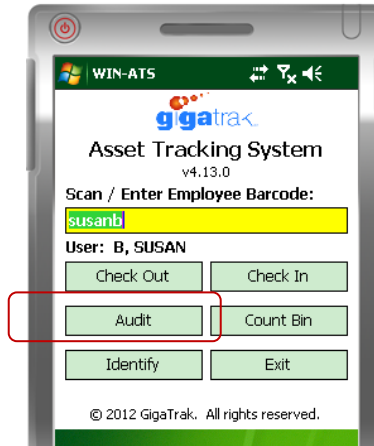 WIN-ATS
gigatrak
Asset Tracking System
v4.13.0
Scan / Enter Employee Barcode:
susanb
User: B, SUSAN
Check Out Check In
Audit Count Bin
Identify Exit
© 2012 GigaTrak. All rights reserved.